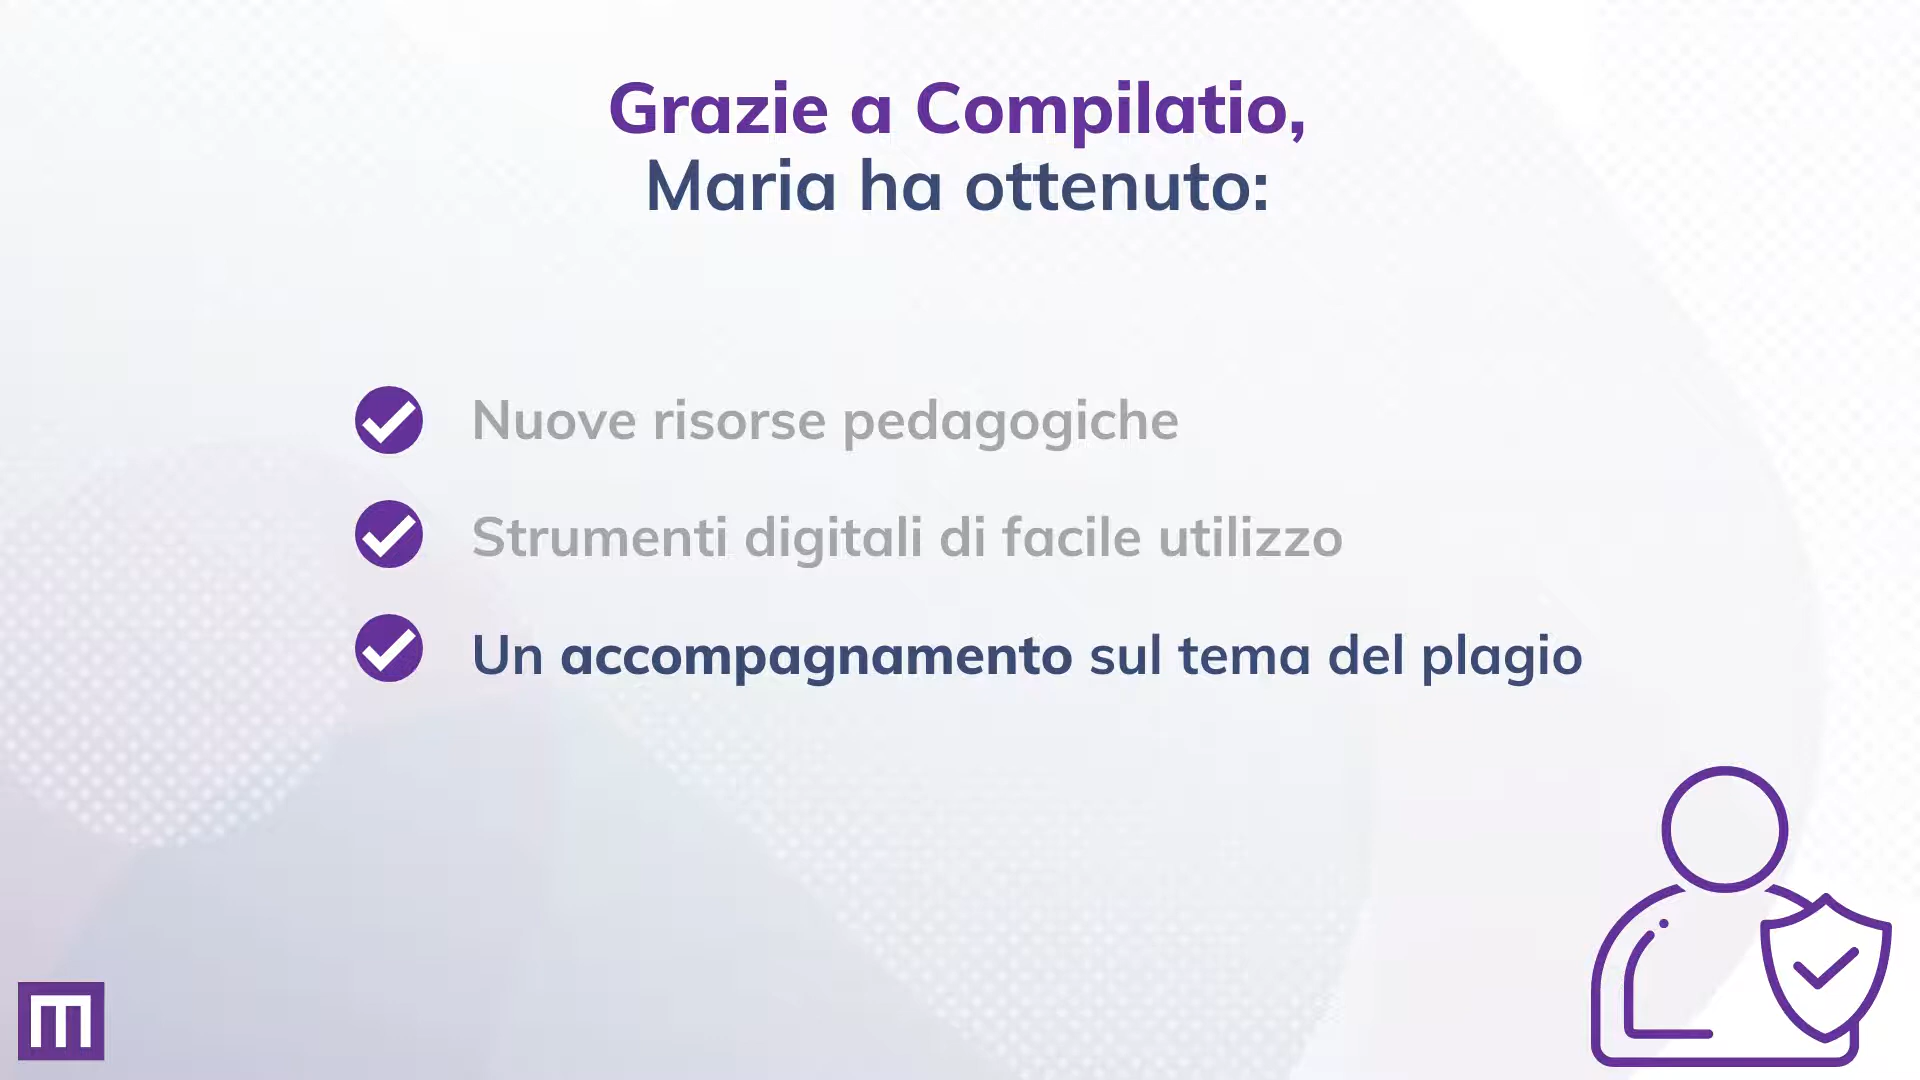 Grazie a Compilatio,
Maria ha ottenuto:
Nuove risorse pedagogiche
Strumenti digitali di facile utilizzo
Un accompagnamento sul tema del plagio